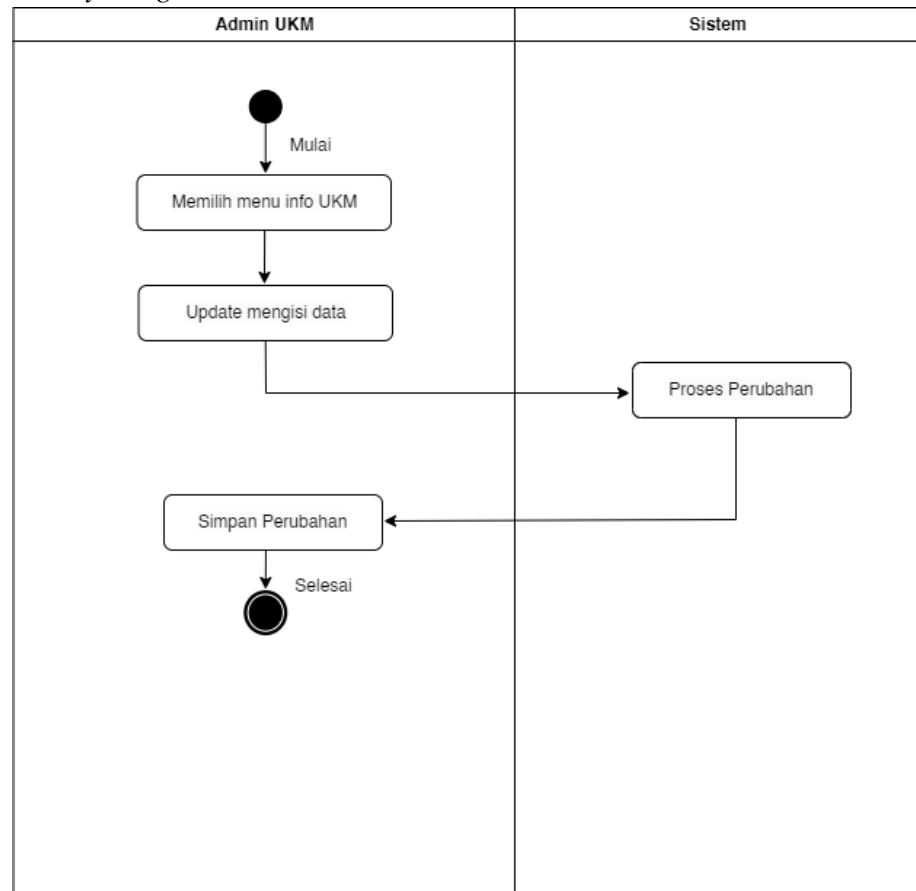 Admin UKM
Sistem
Mulai
Memilih menu info UKM
Update mengisi data
Proses Perubahan
Simpan Perubahan
Selesai